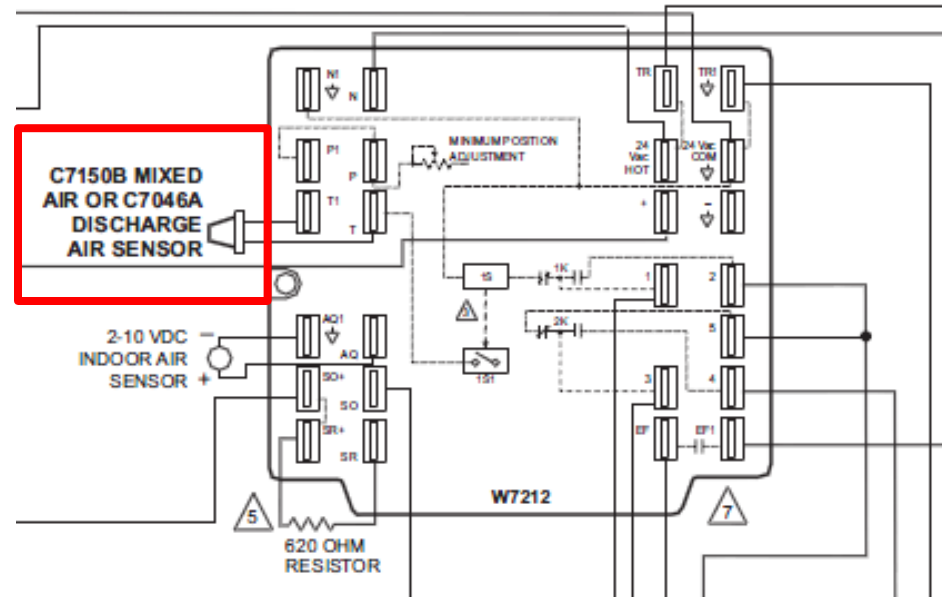 N1
N
TR
TR1
P1
P
MINIMUM POSITION
ADJUSTMENT
24
Vac
HOT
24 Vac
COM
C7150B MIXED
AIR OR C7046A
DISCHARGE
AIR SENSOR
T1
T
+
−
1S
1K
1
2
3
2K
5
1S1
2-10 VDC −
INDOOR AIR
SENSOR +
AQ1
AQ
SO+
SO
3
4
SR+
SR
EF
EF1
W7212
5
7
620 OHM
RESISTOR